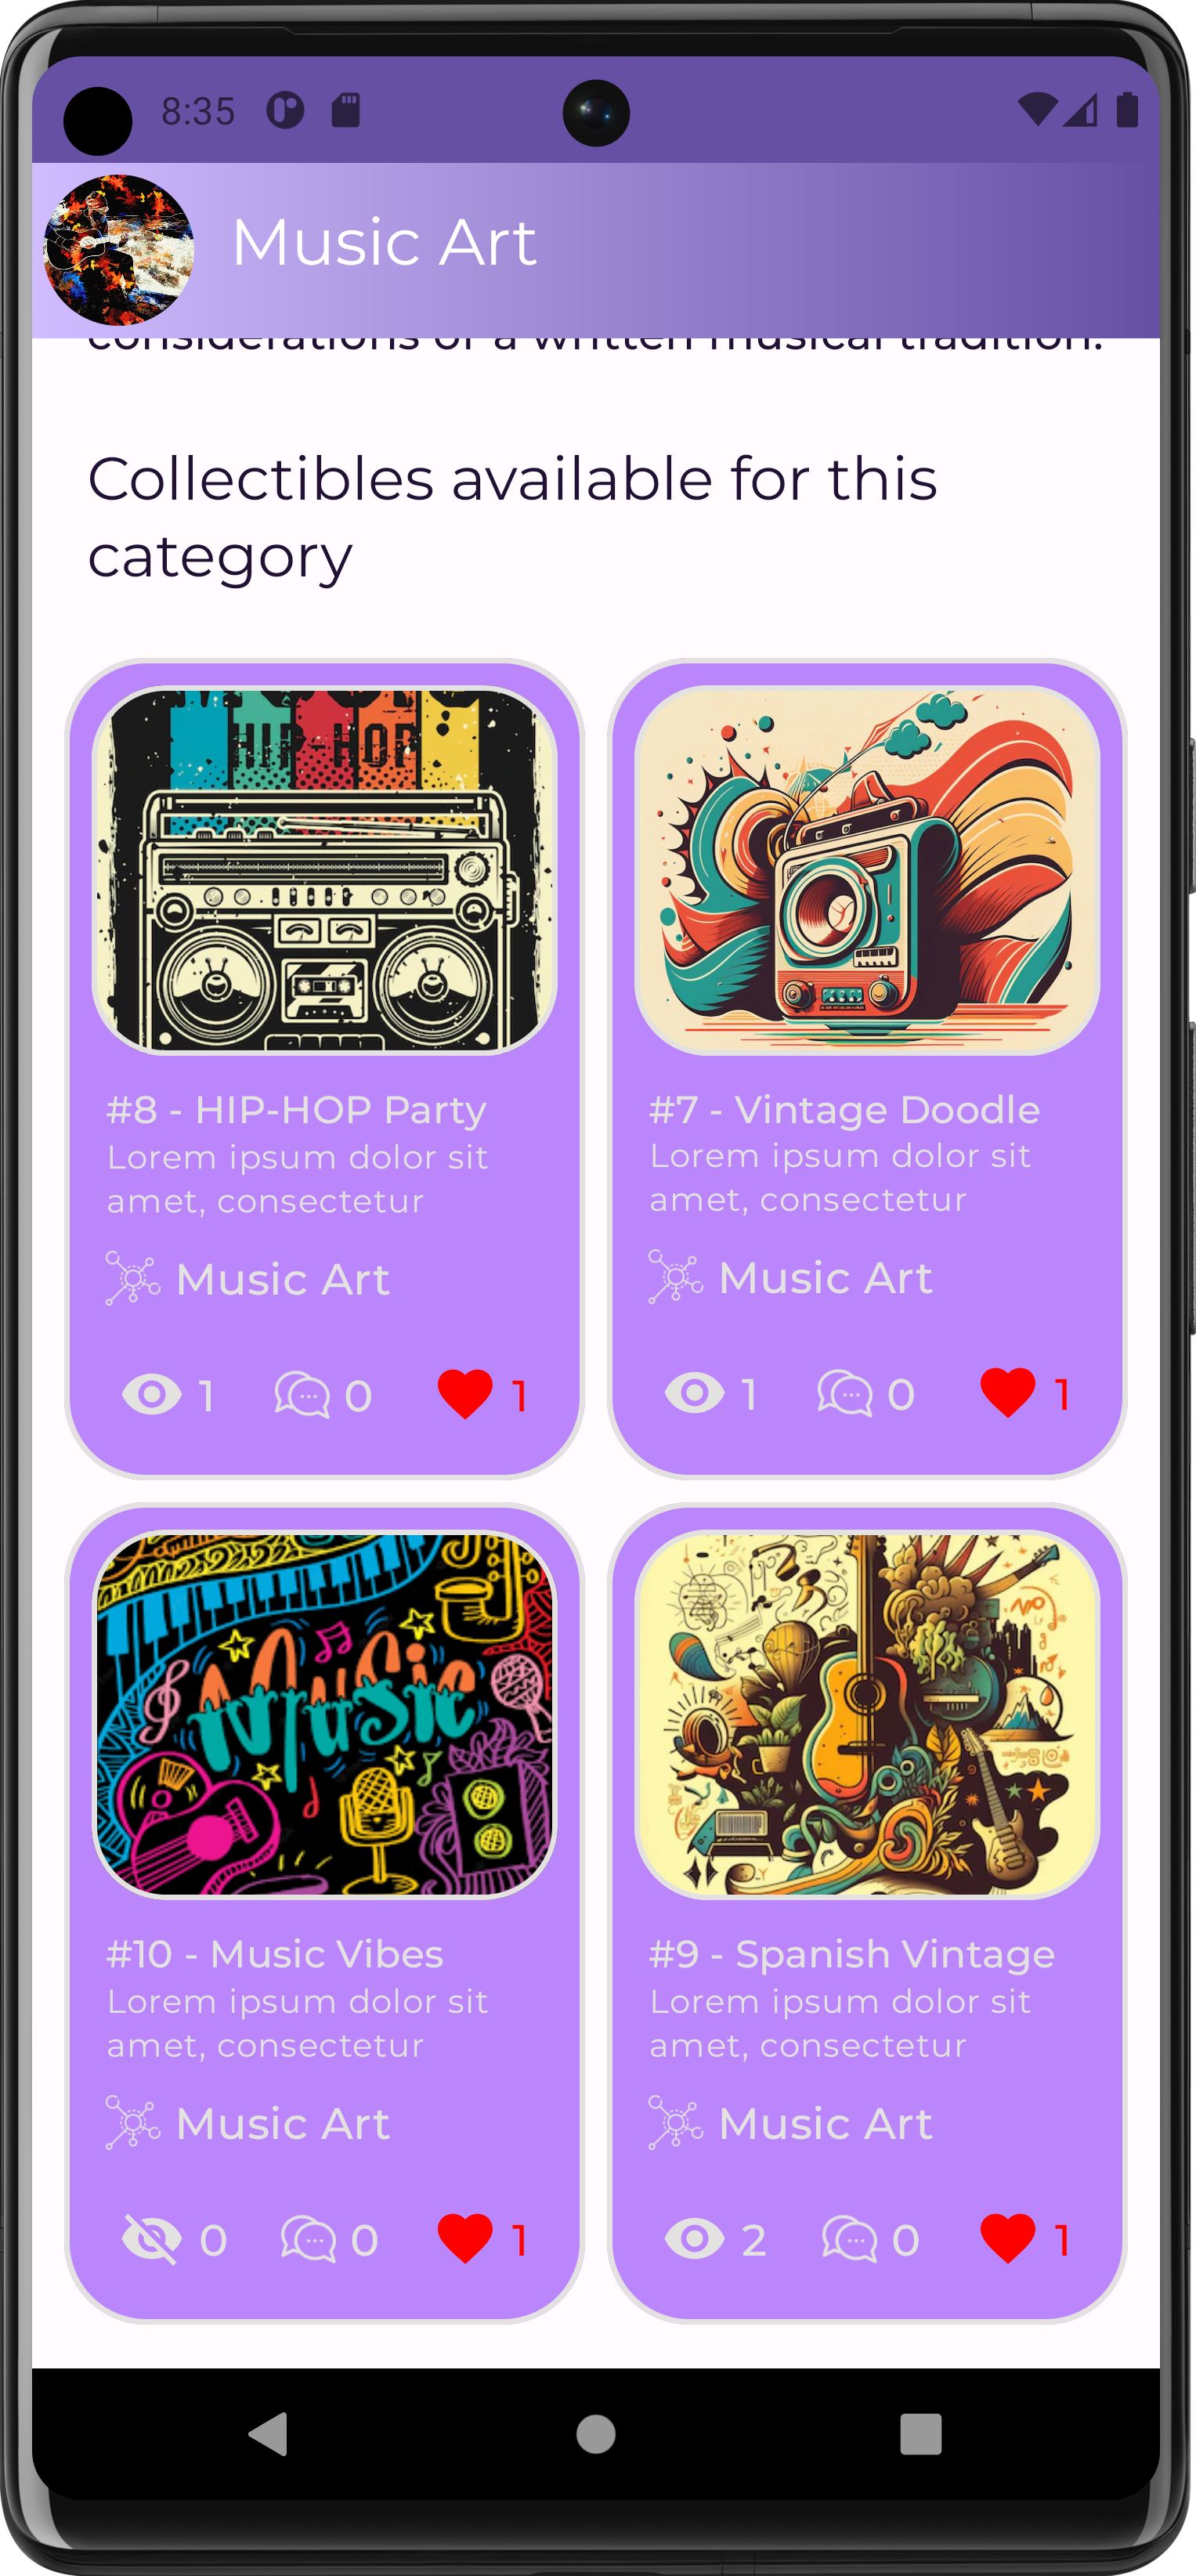 8:35
Music Art
considerations of a written musical tradition.
Collectibles available for this
category
HIP-HOP
#8 - HIP-HOP Party
Lorem ipsum dolor sit
amet, consectetur
Music Art
1 0 1
#7 - Vintage Doodle
Lorem ipsum dolor sit
amet, consectetur
Music Art
1 0 1
Music
#10 - Music Vibes
Lorem ipsum dolor sit
amet, consectetur
Music Art
0 0 1
#9 - Spanish Vintage
Lorem ipsum dolor sit
amet, consectetur
Music Art
2 0 1